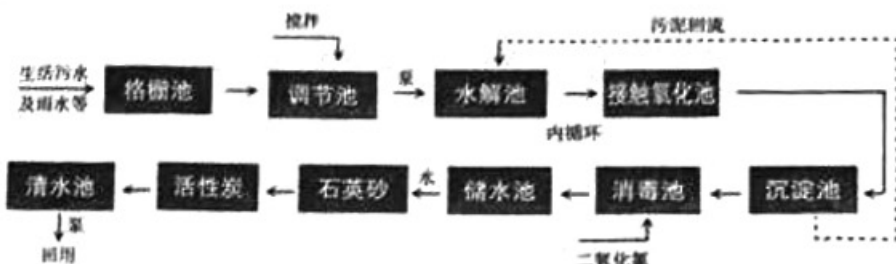 搅拌
污泥回流
生活污水
及雨水等
格栅池
调节池
泵
水解池
接触氧化池
内循环
清水池
活性炭
石英砂
水
储水池
消毒池
沉淀池
泵
回用
二氧化氯